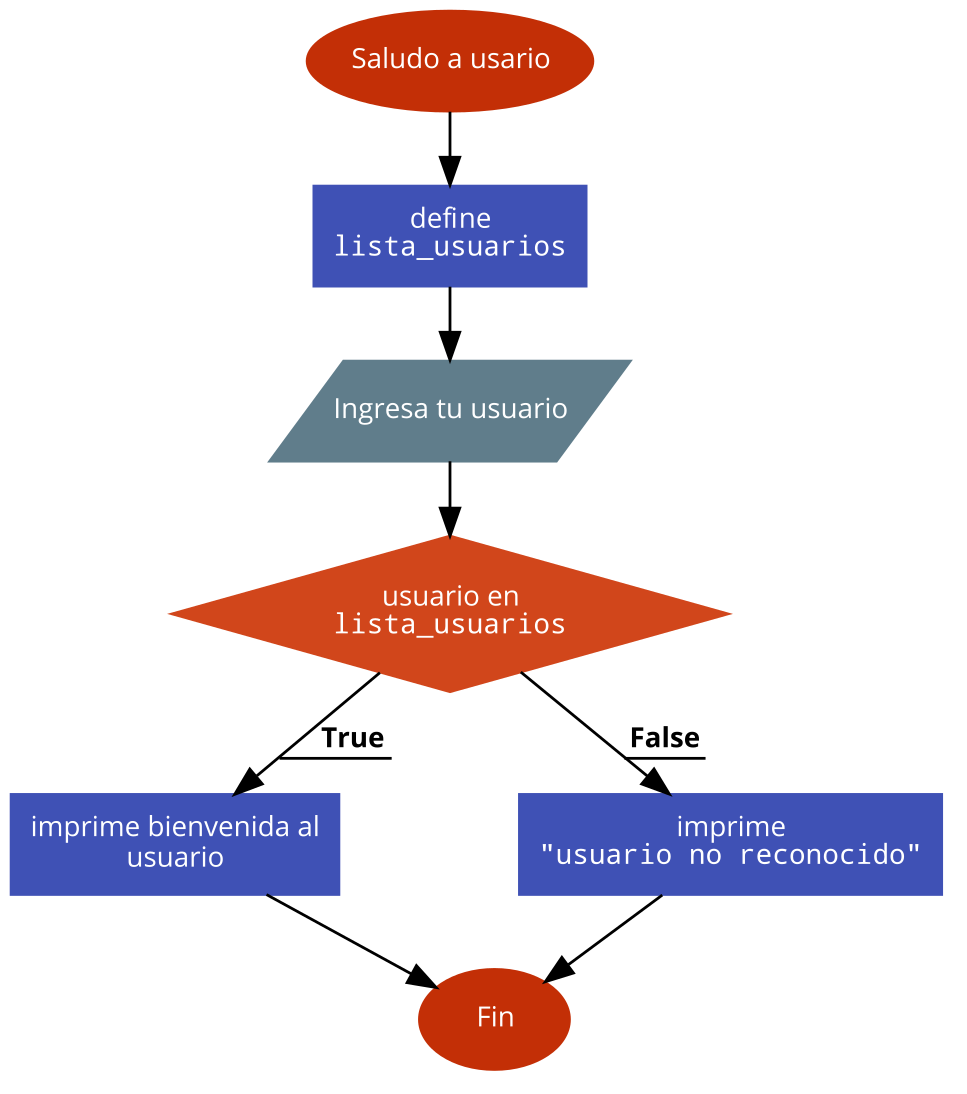 Saludo a usario
define
lista_usuarios
Ingresa tu usuario
usuario en
lista_usuarios
True
False
imprime bienvenida al
usuario
imprime
"usuario no reconocido"
Fin